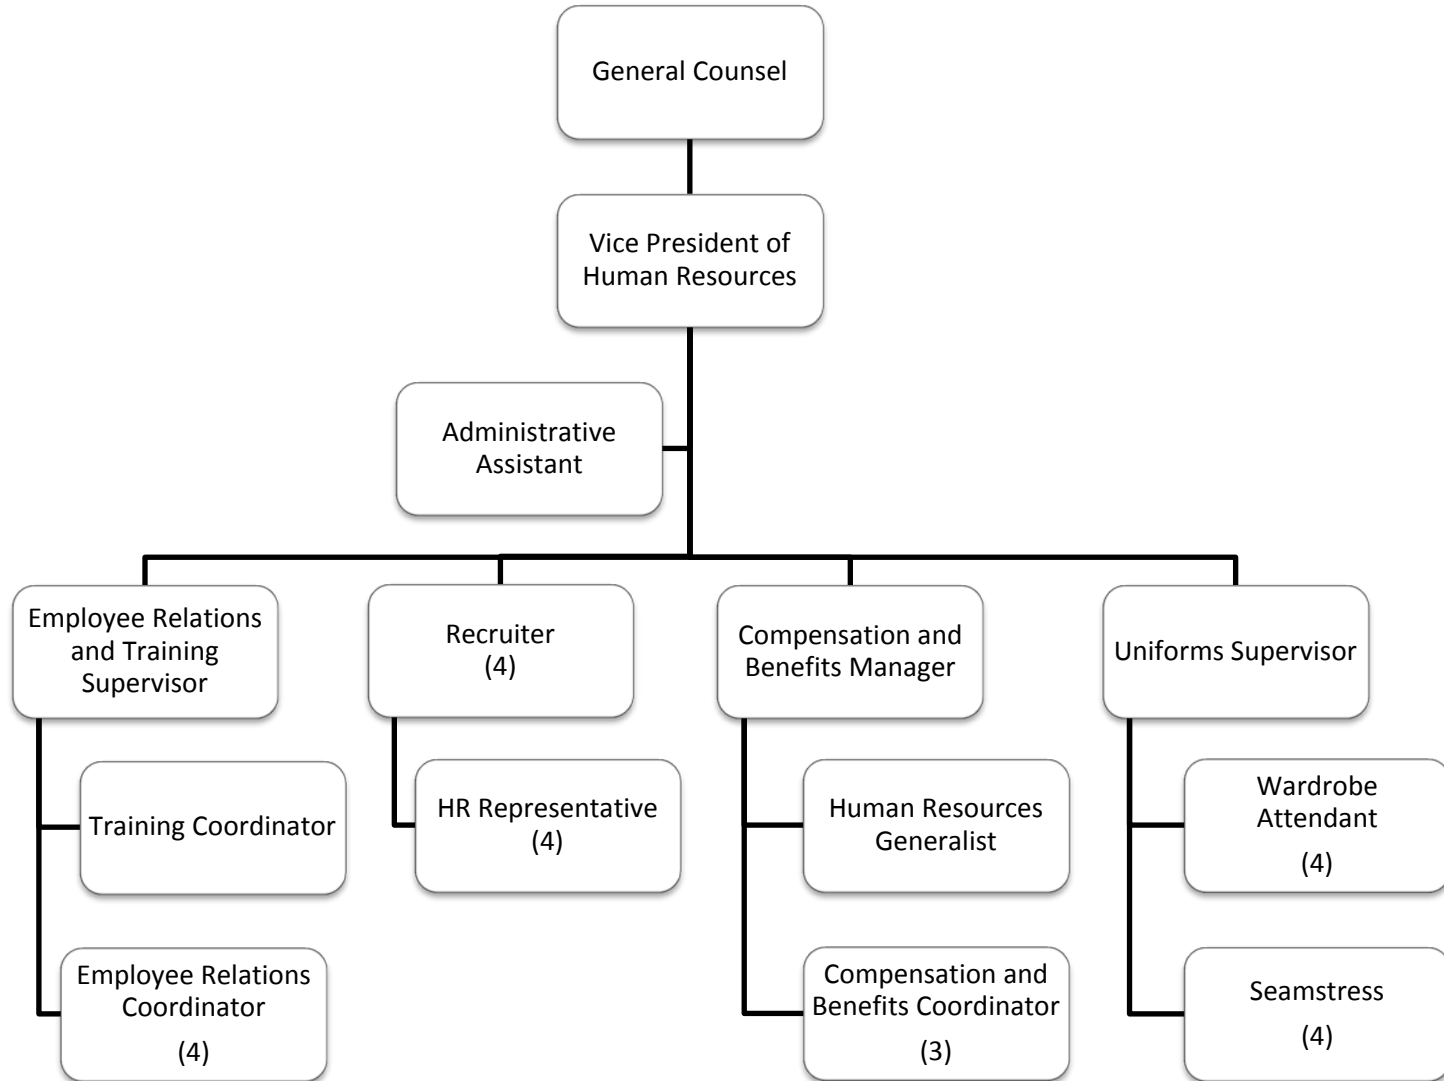 General Counsel
Vice President of
Human Resources
Administrative
Assistant
Employee Relations
and Training
Supervisor
Recruiter
(4)
Compensation and
Benefits Manager
Uniforms Supervisor
Training Coordinator
HR Representative
(4)
Human Resources
Generalist
Wardrobe
Attendant
(4)
Employee Relations
Coordinator
(4)
Compensation and
Benefits Coordinator
(3)
Seamstress
(4)